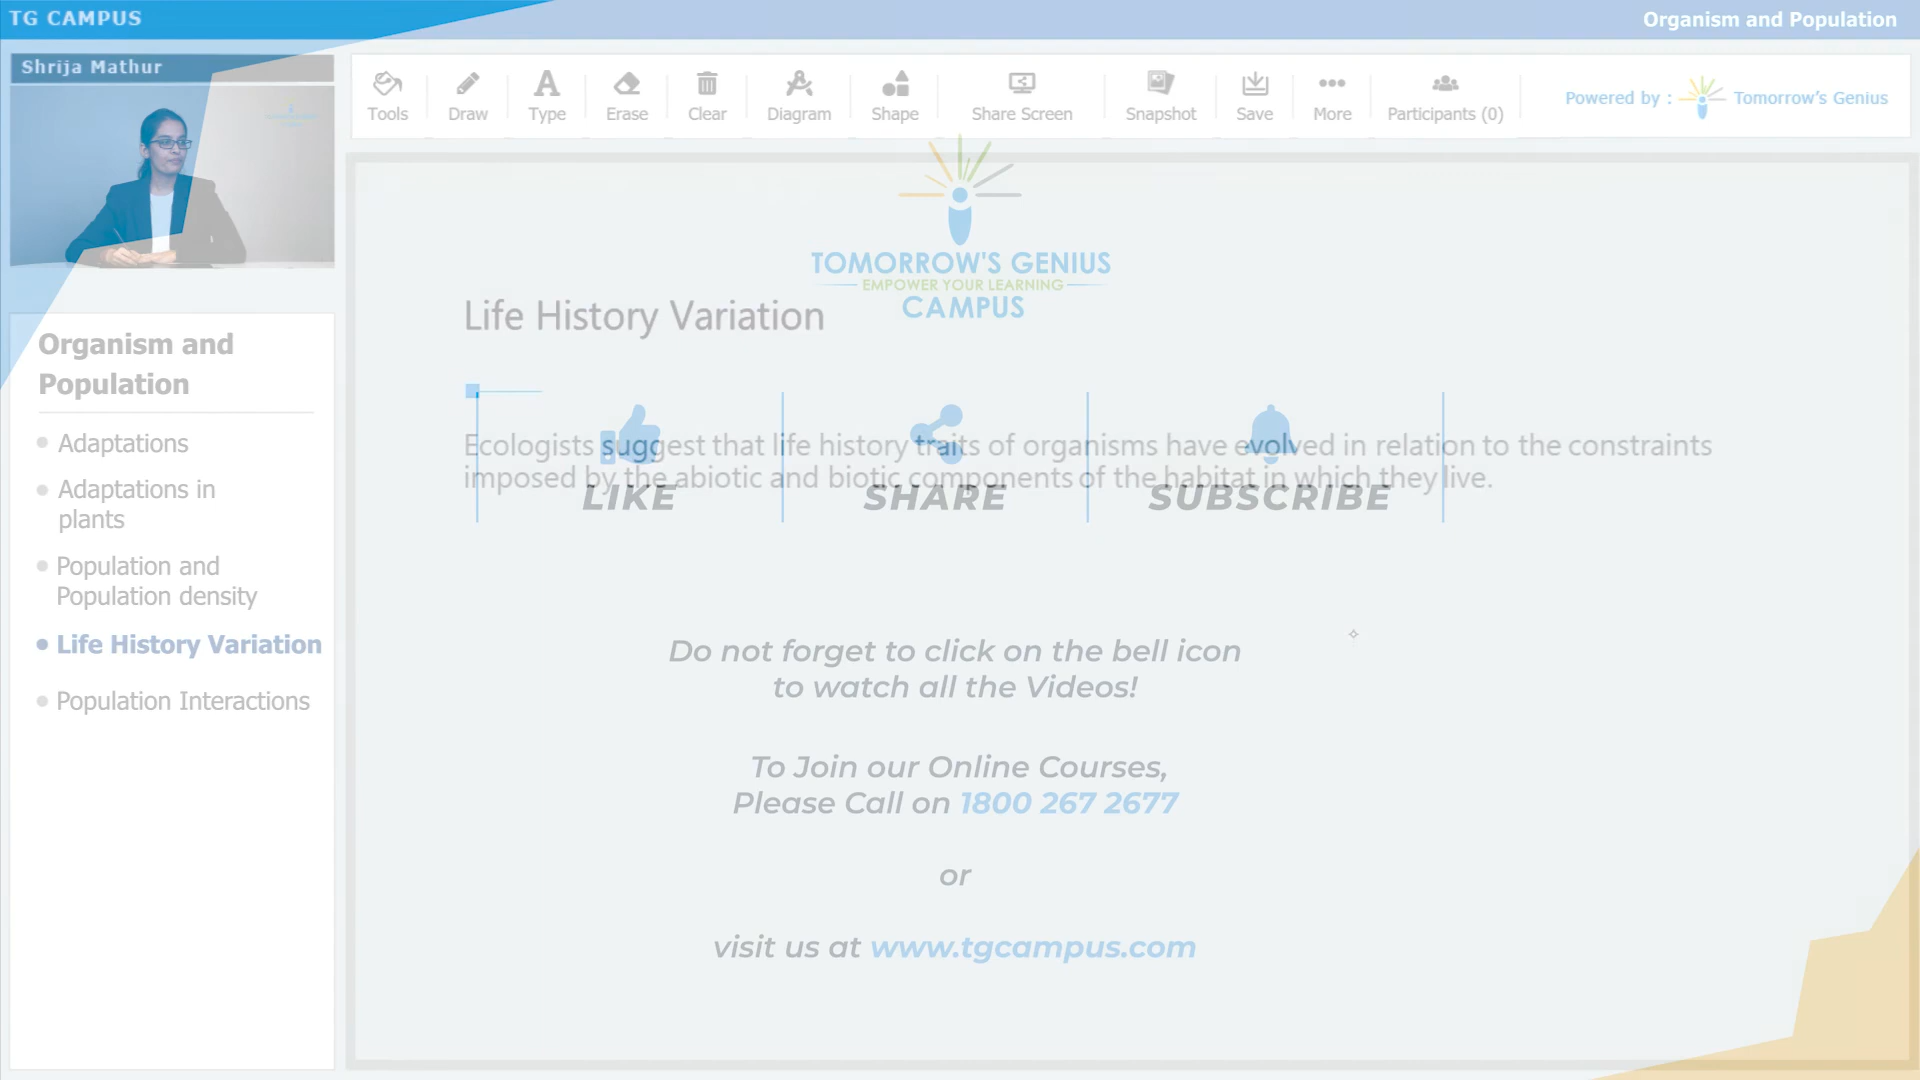 TG CAMPUS
Organism and Population
Shrija Mathur
Tools
Draw
Type
Erase
Clear
Diagram
Shape
Share Screen
Snapshot
Save
More
Participants (0)
Powered by :
Tomorrow's Genius
TOMORROW'S GENIUS
EMPOWER YOUR LEARNING
CAMPUS
Life History Variation
Organism and
Population
Adaptations
Adaptations in
plants
Population and
Population density
Life History Variation
Population Interactions
Ecologists suggest that life history traits of organisms have evolved in relation to the constraints
imposed by the abiotic and biotic components of the habitat in which they live.
LIKE
SHARE
SUBSCRIBE
Do not forget to click on the bell icon
to watch all the Videos!
To Join our Online Courses,
Please Call on 1800 267 2677
or
visit us at www.tgcampus.com